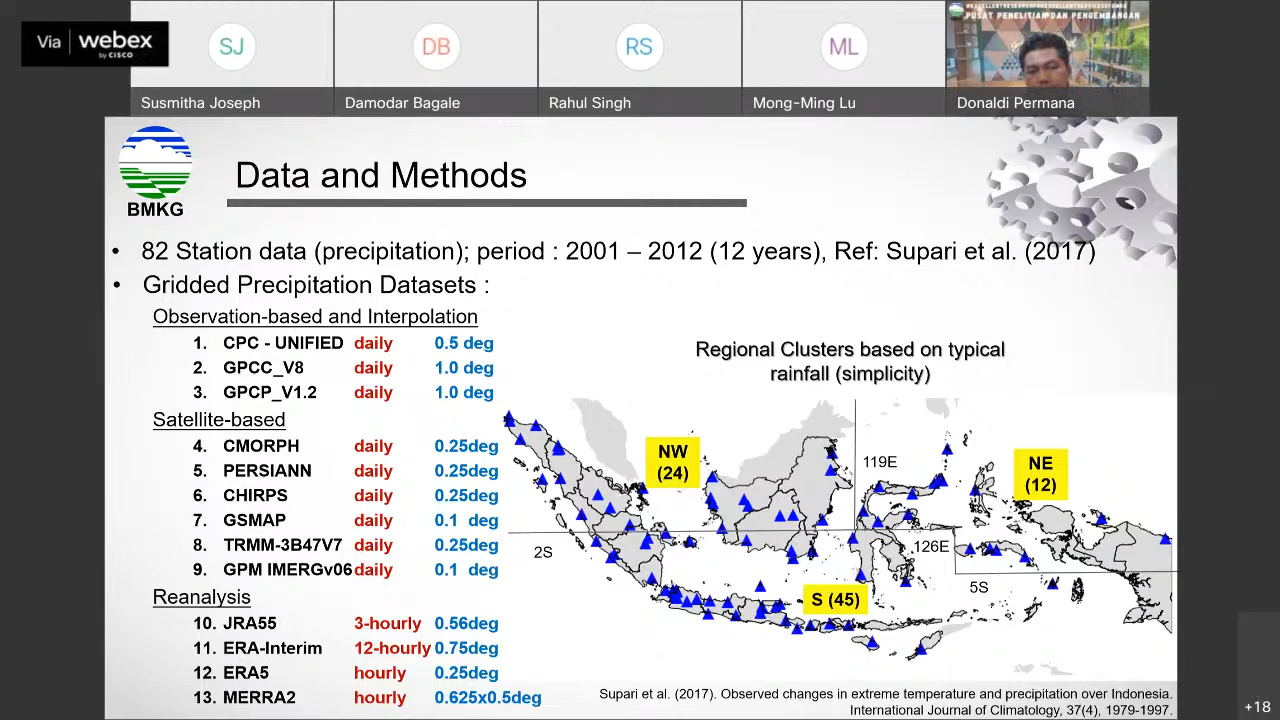 Via webex
by CISCO
SJ
DB
RS
ML
#EXCELLENTRESEARCHFOREXCELLENTSERVICESOFBMKG
PUSAT PENELITIAN DAN PENGEMBANGAN
Susmitha Joseph
Damodar Bagale
Rahul Singh
Mong-Ming Lu
Donaldi Permana
BMKG
Data and Methods
• 82 Station data (precipitation); period : 2001 – 2012 (12 years), Ref: Supari et al. (2017)
• Gridded Precipitation Datasets :
Observation-based and Interpolation
1. CPC - UNIFIED daily 0.5 deg
2. GPCC_V8 daily 1.0 deg
3. GPCP_V1.2 daily 1.0 deg
Satellite-based
4. CMORPH daily 0.25deg
5. PERSIANN daily 0.25deg
6. CHIRPS daily 0.25deg
7. GSMAP daily 0.1 deg
8. TRMM-3B47V7 daily 0.25deg
9. GPM IMERGv06 daily 0.1 deg
Reanalysis
10. JRA55 3-hourly 0.56deg
11. ERA-Interim 12-hourly 0.75deg
12. ERA5 hourly 0.25deg
13. MERRA2 hourly 0.625x0.5deg
Regional Clusters based on typical
rainfall (simplicity)
NW
(24)
119E
NE
(12)
2S
126E
5S
S (45)
Supari et al. (2017). Observed changes in extreme temperature and precipitation over Indonesia.
International Journal of Climatology, 37(4), 1979-1997.
+18